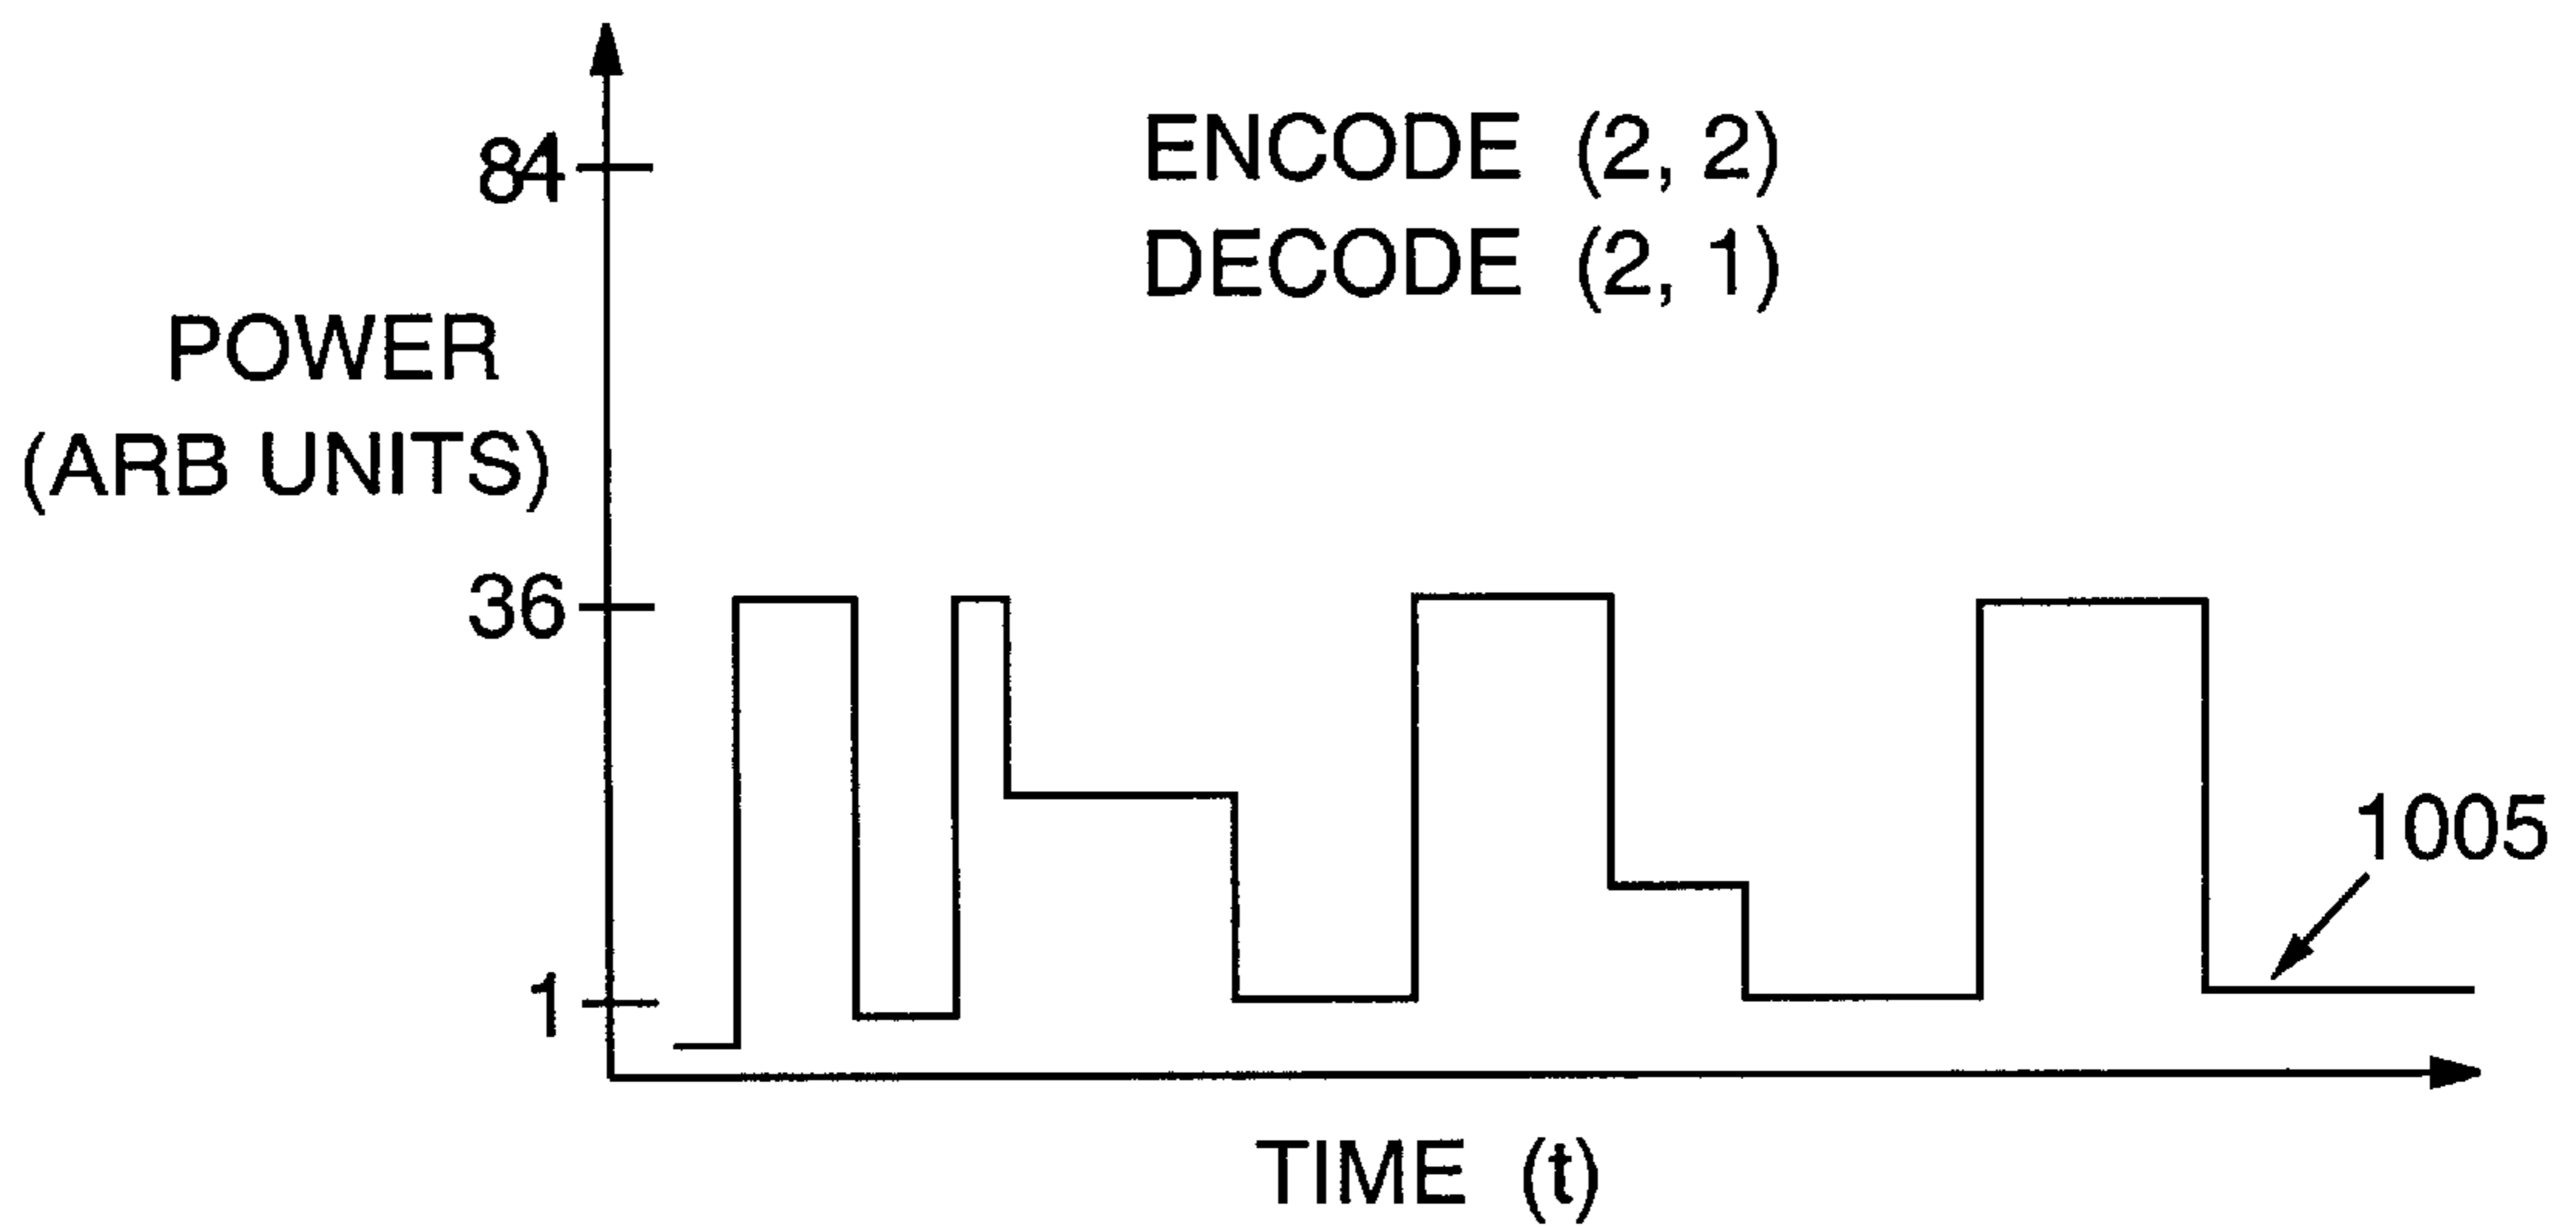 84
ENCODE (2, 2)
DECODE (2, 1)
POWER
(ARB UNITS)
36
1005
1
TIME (t)